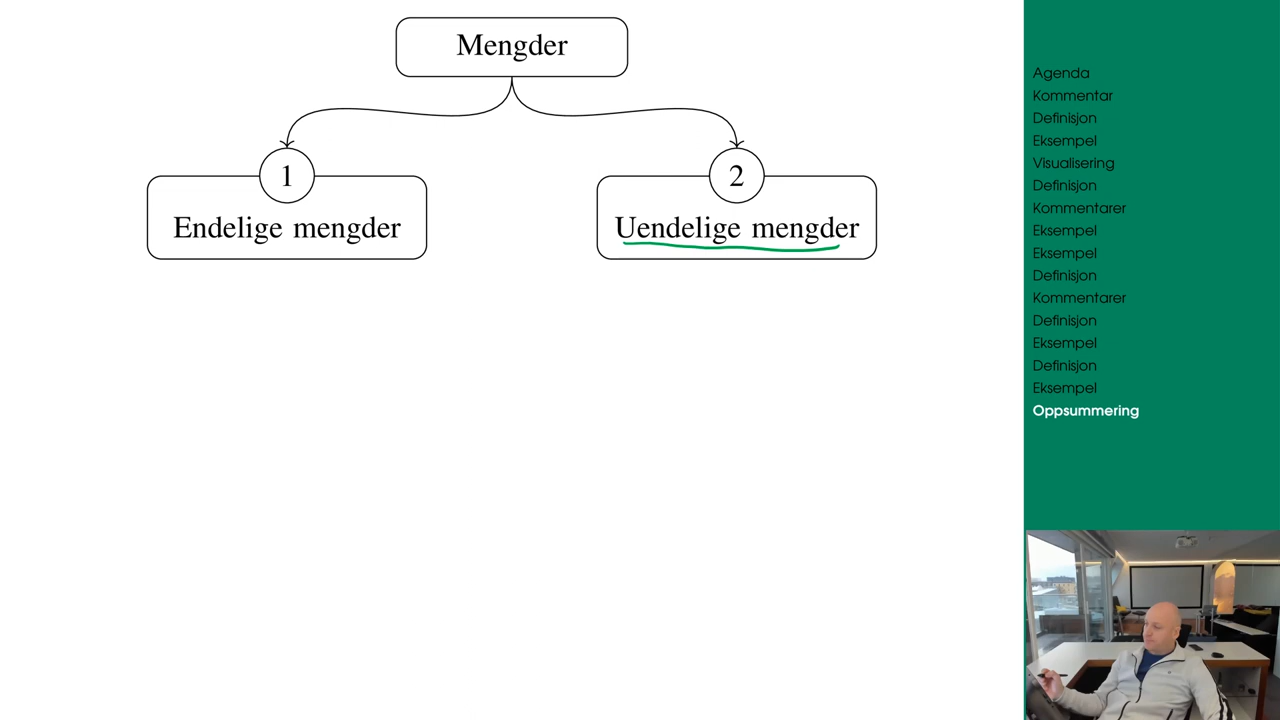 Mengder
1
2
Endelige mengder
Uendelige mengder
Agenda
Kommentar
Definisjon
Eksempel
Visualisering
Definisjon
Kommentarer
Eksempel
Eksempel
Definisjon
Kommentarer
Definisjon
Eksempel
Definisjon
Eksempel
Oppsummering